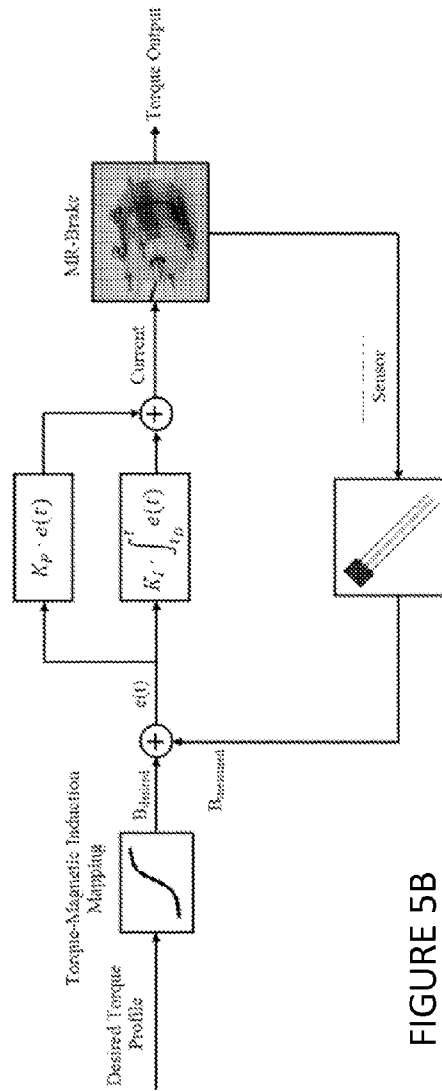 Desired Torque
Profile
Torque-Magnetic Induction
Mapping
B_desired
e(t)
B_measured
K_P · e(t)
K_I · ∫_{t_0}^{t} e(t)
+
+
Current
MR-Brake
Torque Output
Sensor
FIGURE 5B